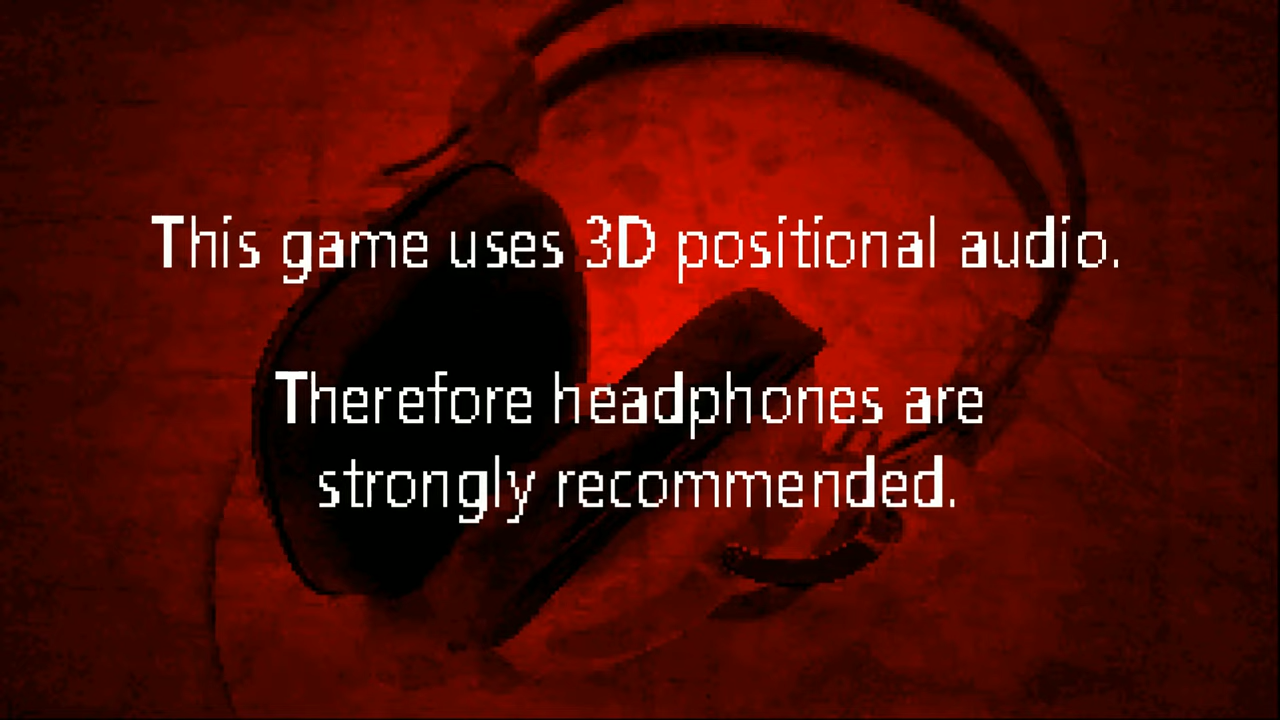 This game uses 3D positional audio.
Therefore headphones are
strongly recommended.